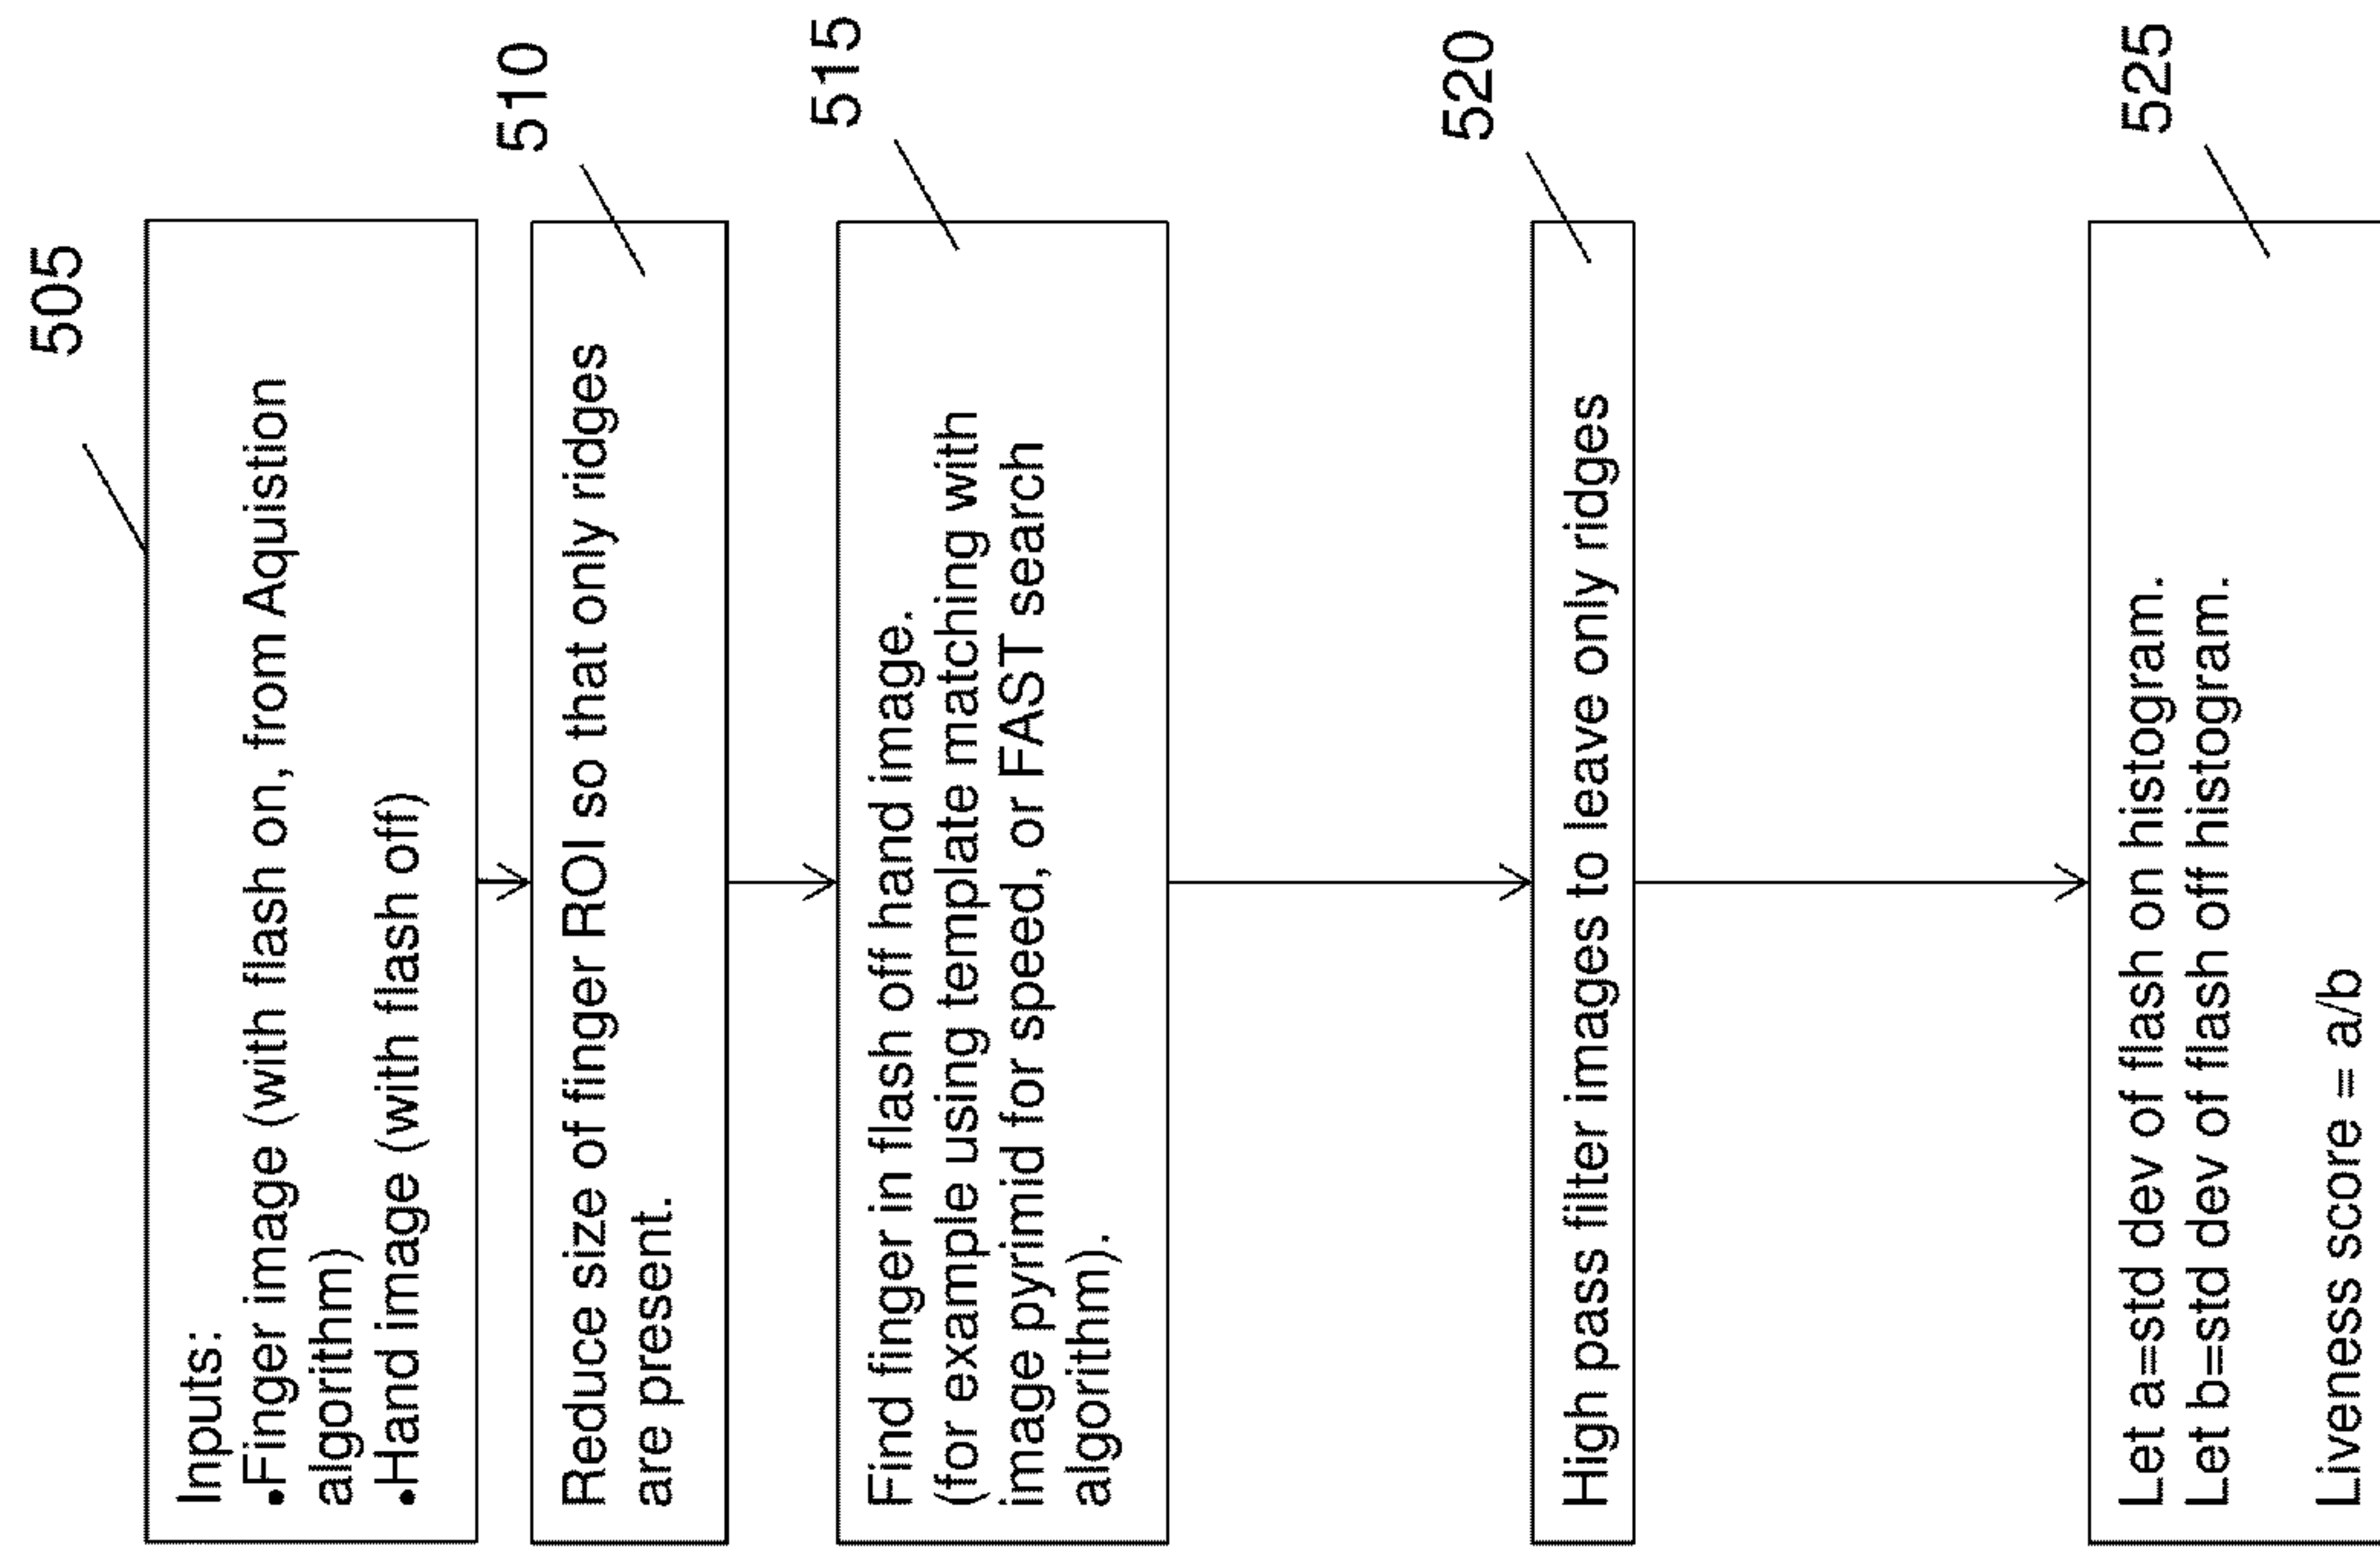 505
Inputs:
•Finger image (with flash on, from Aquistion
algorithm)
•Hand image (with flash off)
510
Reduce size of finger ROI so that only ridges
are present.
515
Find finger in flash off hand image.
(for example using template matching with
image pyrimid for speed, or FAST search
algorithm).
520
High pass filter images to leave only ridges
525
Let a=std dev of flash on histogram.
Let b=std dev of flash off histogram.
Liveness score = a/b